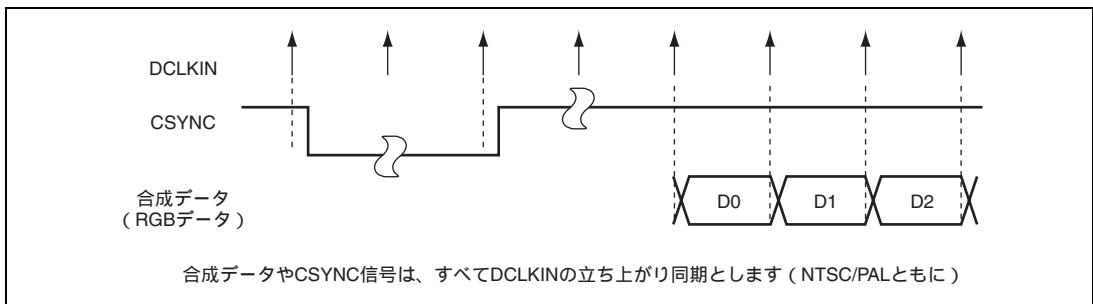 DCLKIN
CSYNC
合成データ
(RGBデータ)
D0 D1 D2
合成データやCSYNC信号は、すべてDCLKINの立ち上がり同期とします(NTSC/PALともに)